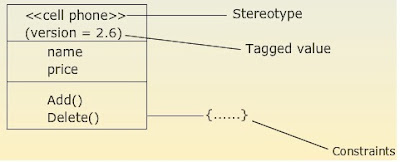 <<cell phone>>
Stereotype
(version = 2.6)
Tagged value
name
price
Add()
Delete()
{......}
Constraints